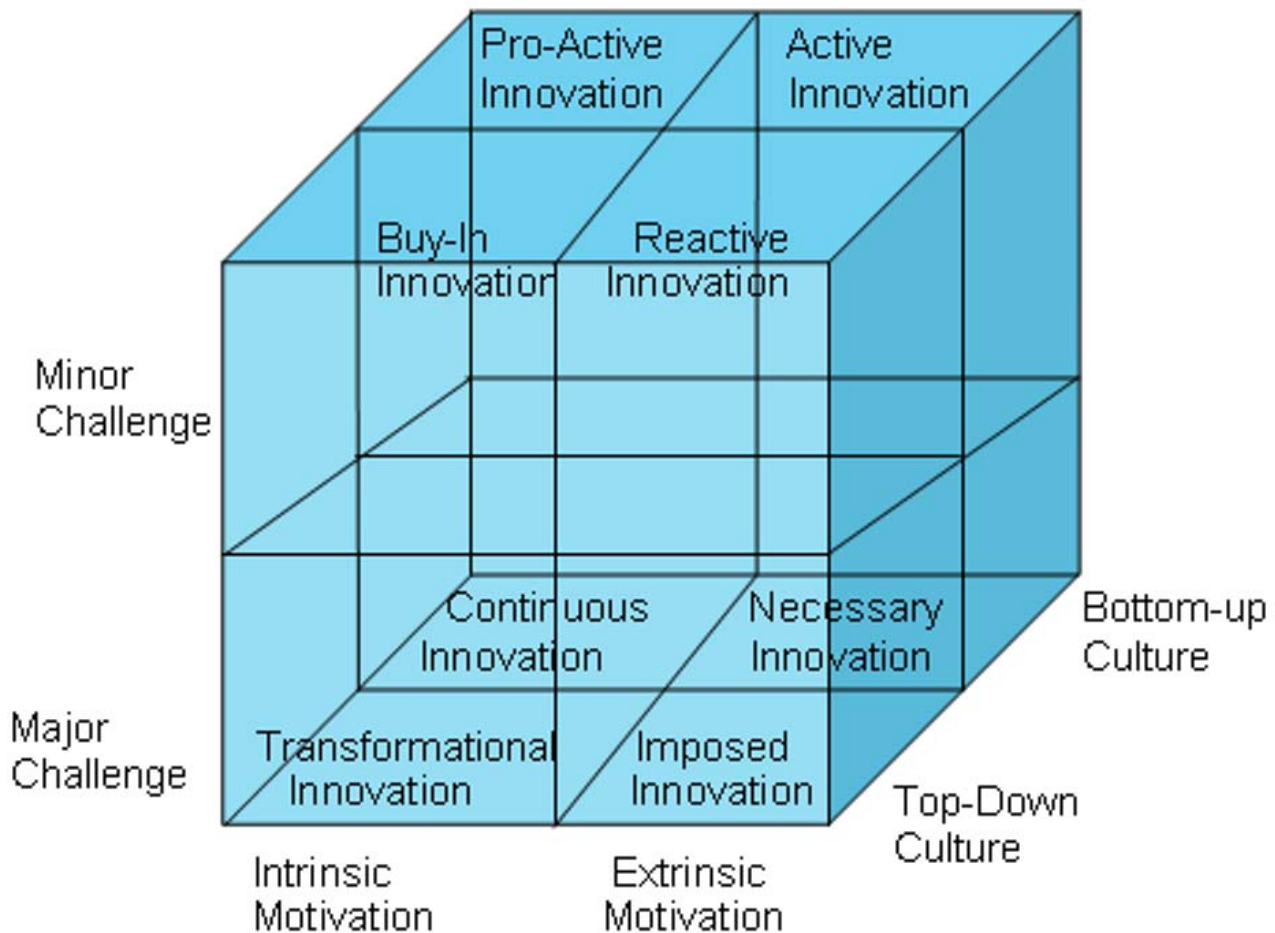 Pro-Active
Innovation
Active
Innovation
Buy-In
Innovation
Reactive
Innovation
Minor
Challenge
Continuous
Innovation
Necessary
Innovation
Bottom-up
Culture
Major
Challenge
Transformational
Innovation
Imposed
Innovation
Top-Down
Culture
Intrinsic
Motivation
Extrinsic
Motivation